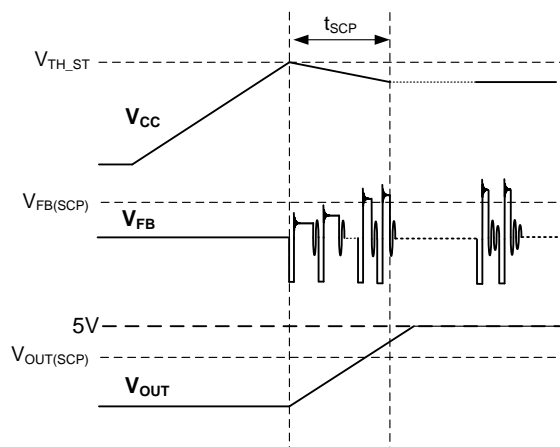 tSCP
VTH_ST
VCC
VFB(SCP)
VFB
5V
VOUT(SCP)
VOUT